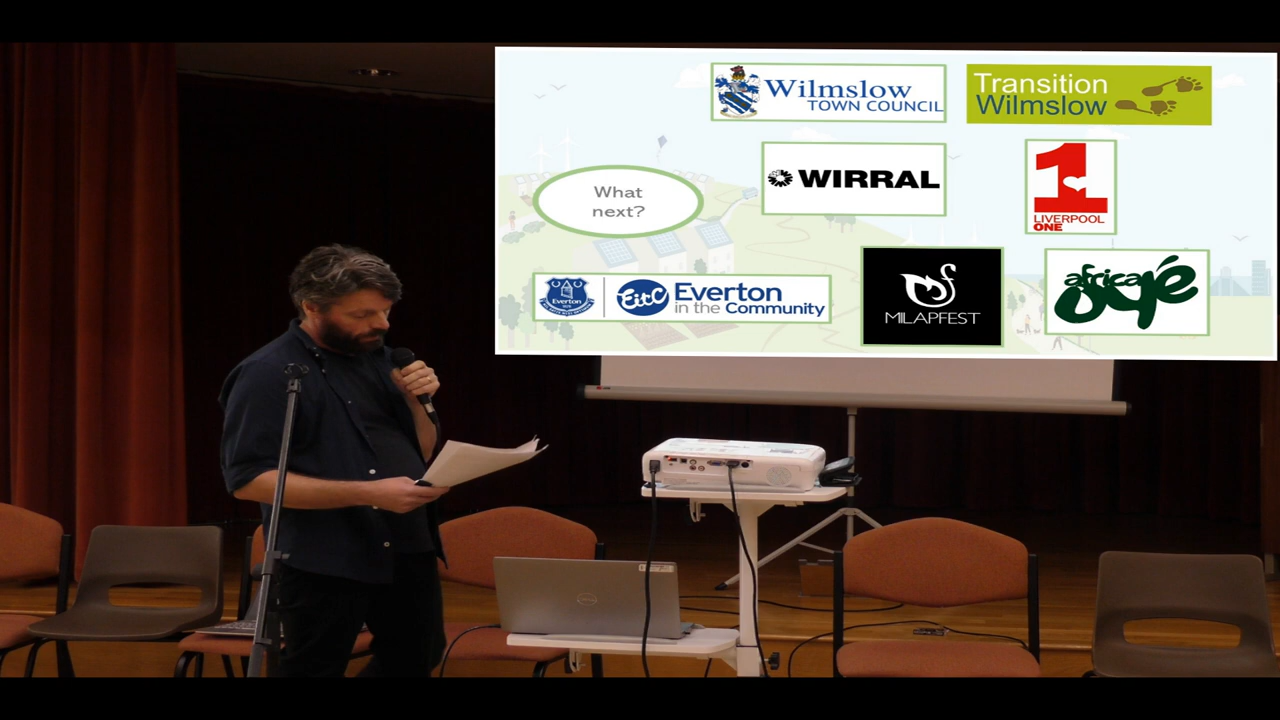 Wilmslow
TOWN COUNCIL
Transition
Wilmslow
What
next?
WIRRAL
1
LIVERPOOL
ONE
Everton
EitC
Everton
in the Community
MILAPFEST
africa
oyé
DELL